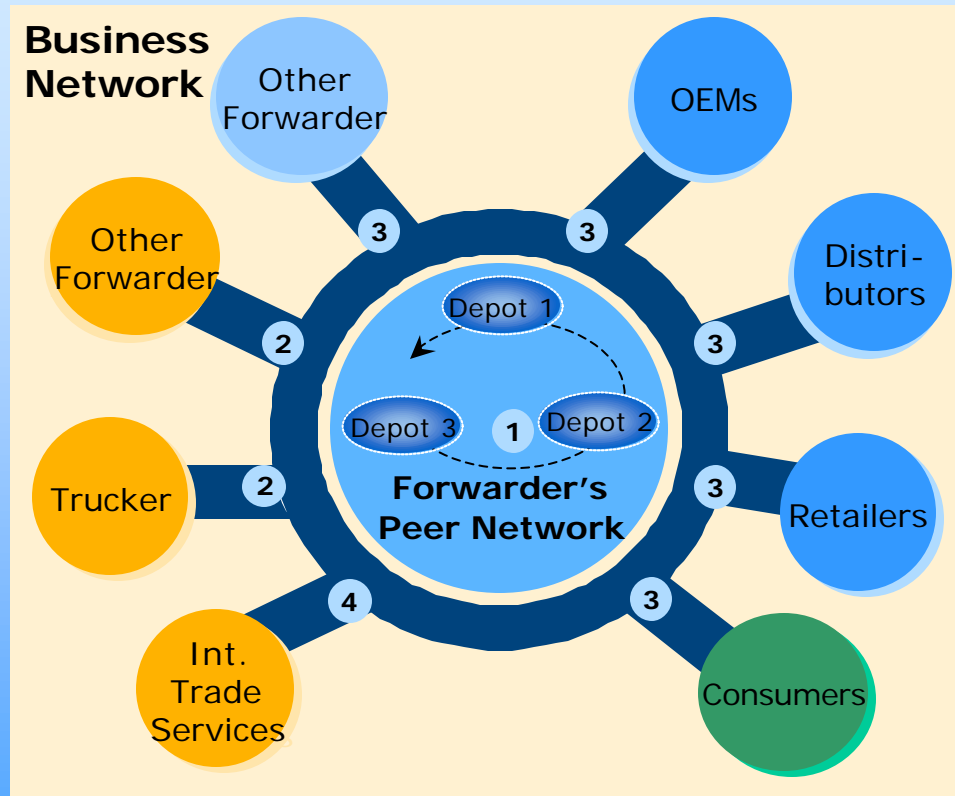 Business
Network
Other
Forwarder
OEMs
Other
Forwarder
Distri-
butors
3
3
2
3
Depot 1
Depot 3
1
Depot 2
Forwarder's
Peer Network
Trucker
2
3
Retailers
4
3
Int.
Trade
Services
Consumers